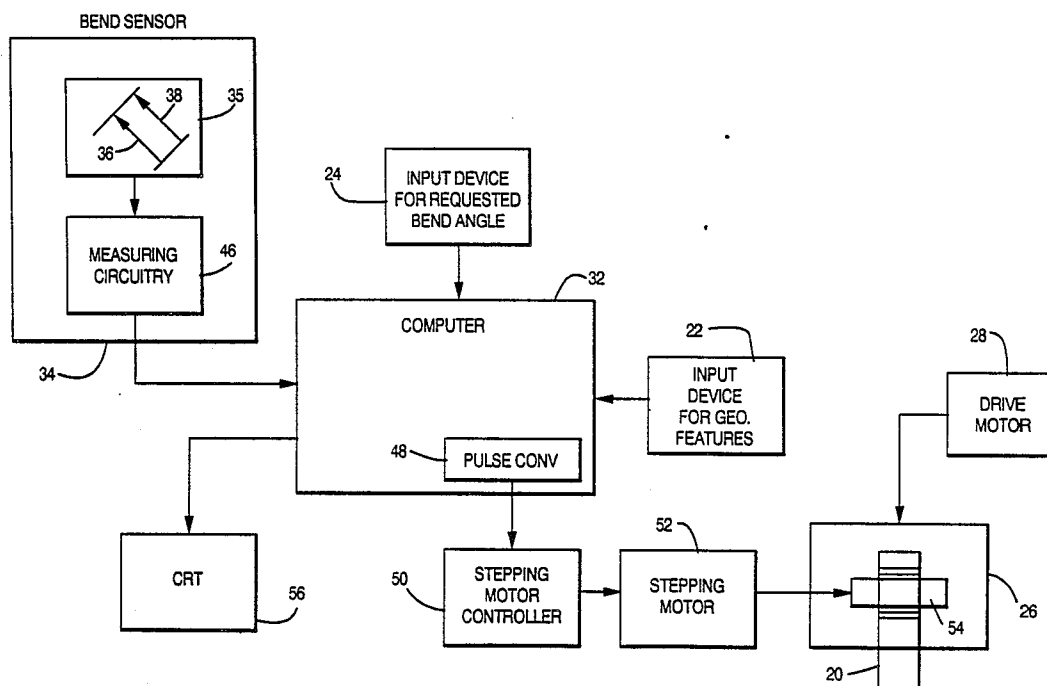 BEND SENSOR
38
35
36
MEASURING
CIRCUITRY
46
34
24
INPUT DEVICE
FOR REQUESTED
BEND ANGLE
32
COMPUTER
48
PULSE CONV
22
INPUT
DEVICE
FOR GEO.
FEATURES
28
DRIVE
MOTOR
CRT
56
50
STEPPING
MOTOR
CONTROLLER
52
STEPPING
MOTOR
54
26
20